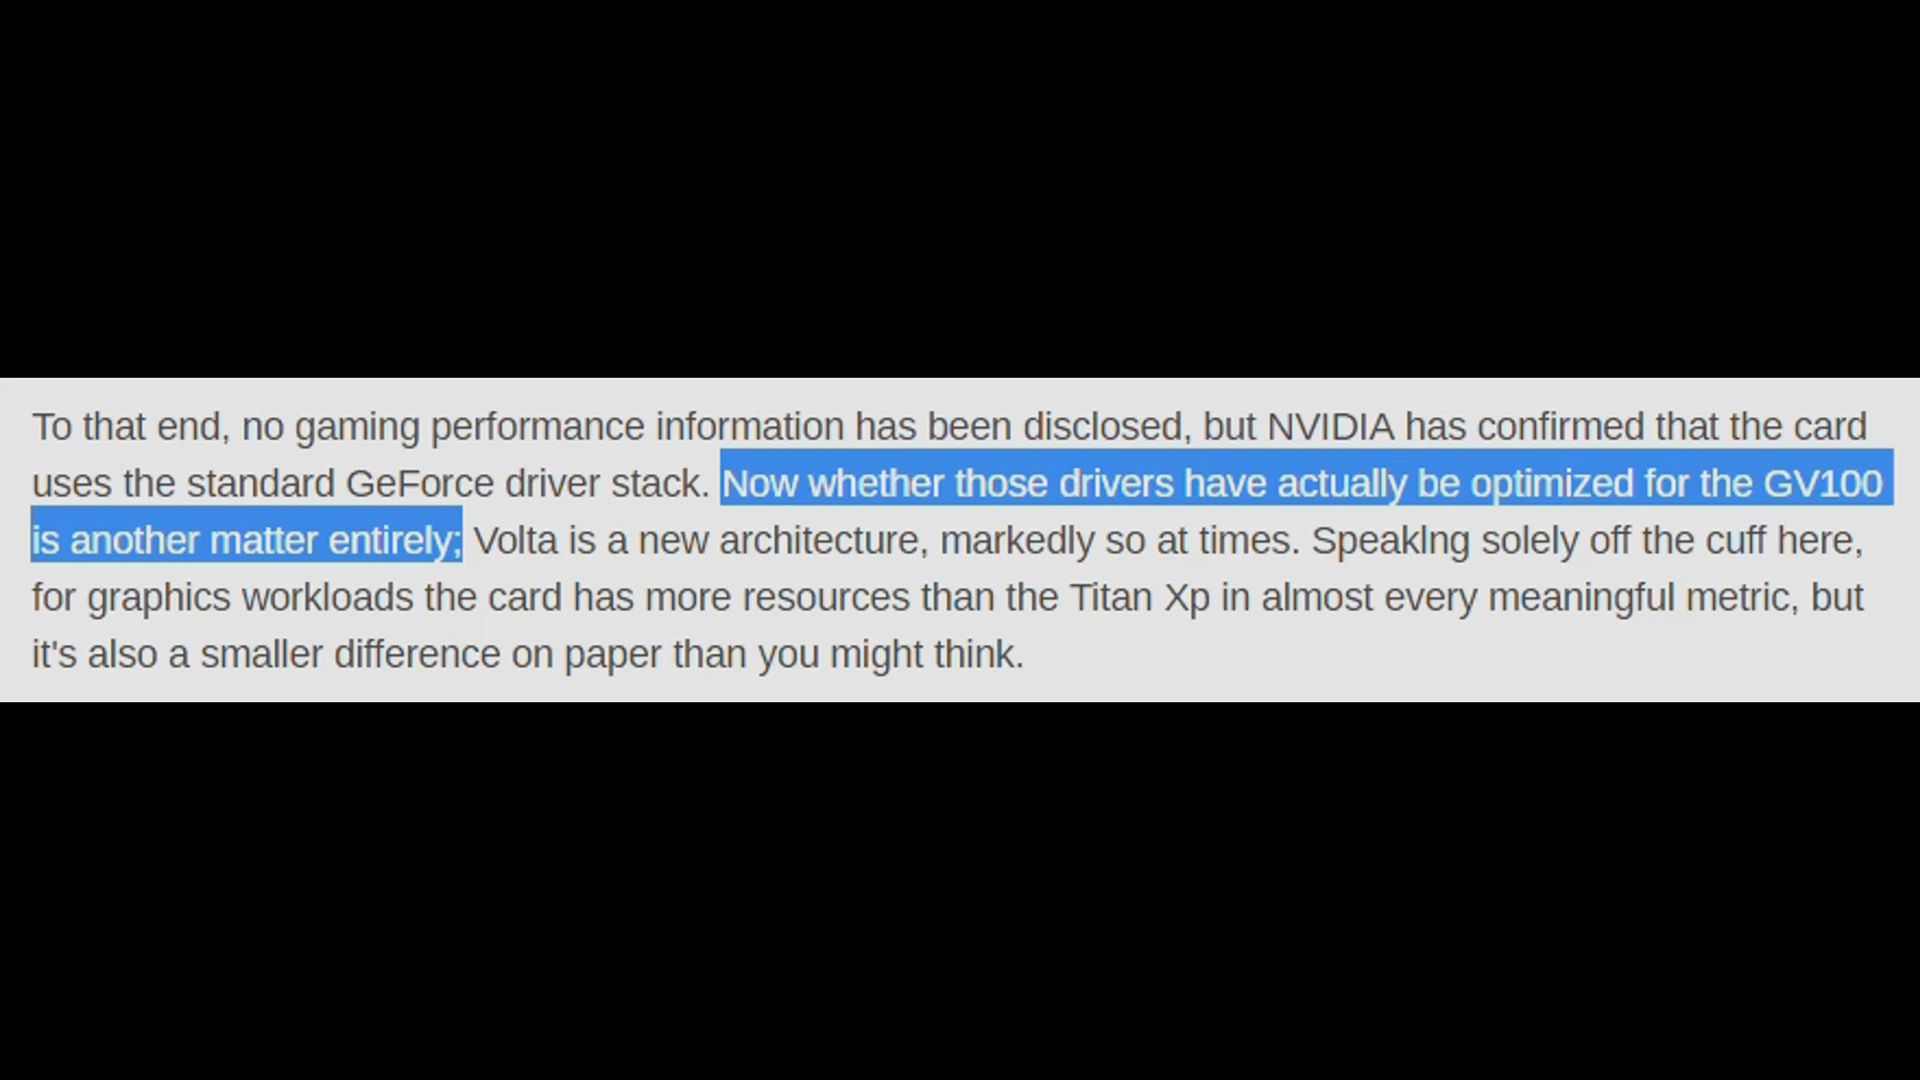 To that end, no gaming performance information has been disclosed, but NVIDIA has confirmed that the card
uses the standard GeForce driver stack. Now whether those drivers have actually be optimized for the GV100
is another matter entirely; Volta is a new architecture, markedly so at times. Speaklng solely off the cuff here,
for graphics workloads the card has more resources than the Titan Xp in almost every meaningful metric, but
it's also a smaller difference on paper than you might think.